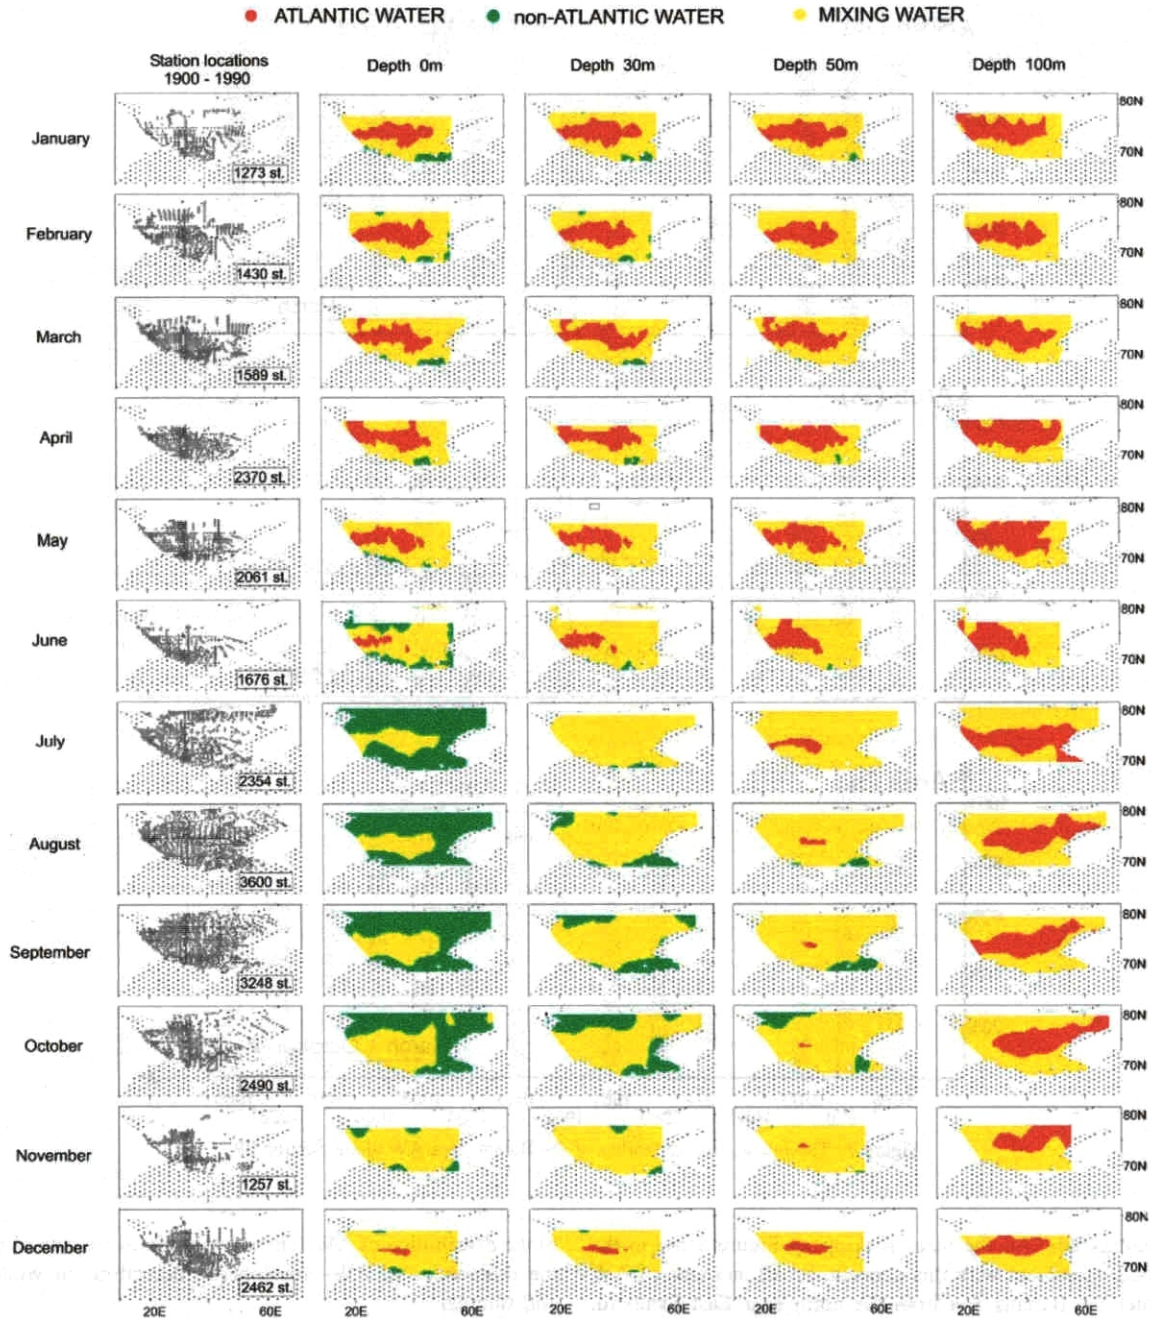 ATLANTIC WATER non-ATLANTIC WATER MIXING WATER
Station locations
1900 - 1990
Depth 0m Depth 30m Depth 50m Depth 100m
January 1273 st. 80N 70N
February 1430 st. 80N 70N
March 1589 st. 80N 70N
April 2370 st. 80N 70N
May 2061 st. 80N 70N
June 1676 st. 80N 70N
July 2354 st. 80N 70N
August 3600 st. 80N 70N
September 3248 st. 80N 70N
October 2490 st. 80N 70N
November 1257 st. 80N 70N
December 2462 st. 80N 70N
20E 60E 20E 60E 20E 60E 20E 60E 20E 60E